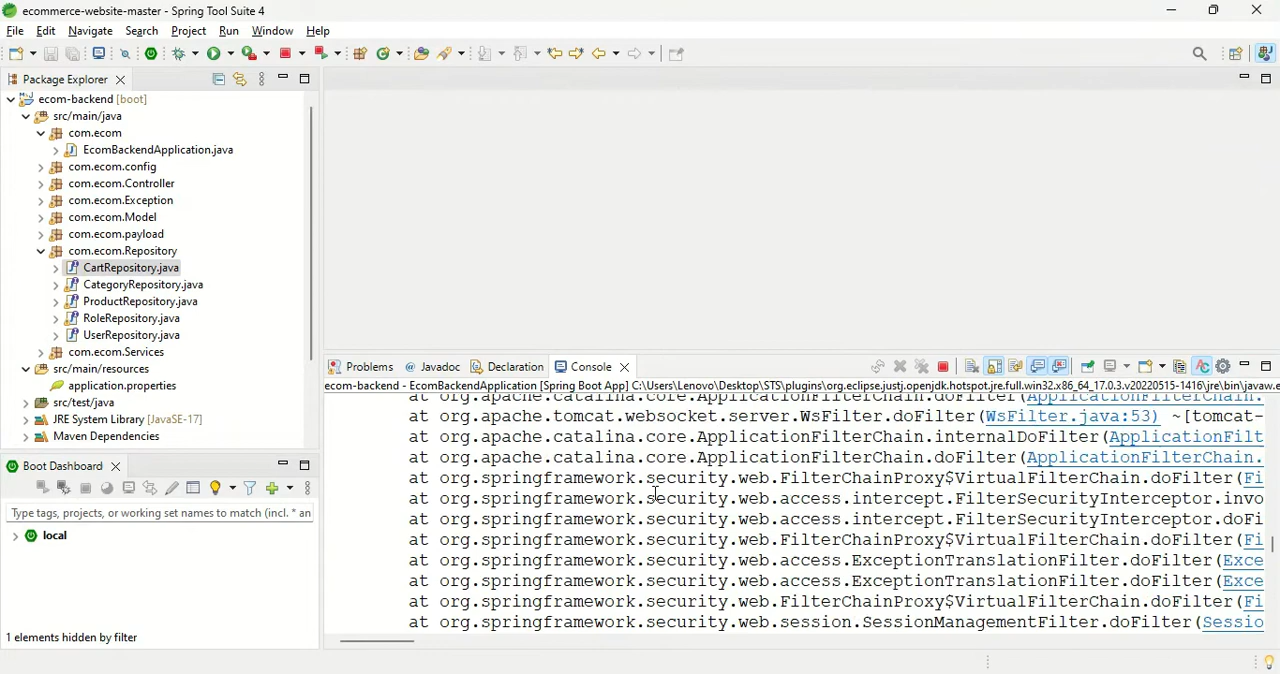 ecommerce-website-master - Spring Tool Suite 4
File Edit Navigate Search Project Run Window Help
Package Explorer
ecom-backend [boot]
src/main/java
com.ecom
EcomBackendApplication.java
com.ecom.config
com.ecom.Controller
com.ecom.Exception
com.ecom.Model
com.ecom.payload
com.ecom.Repository
CartRepository.java
CategoryRepository.java
ProductRepository.java
RoleRepository.java
UserRepository.java
com.ecom.Services
src/main/resources
application.properties
src/test/java
JRE System Library [JavaSE-17]
Maven Dependencies
Boot Dashboard
Type tags, projects, or working set names to match (incl. * an
local
1 elements hidden by filter
Problems @ Javadoc Declaration Console
ecom-backend - EcomBackendApplication [Spring Boot App] C:\Users\Lenovo\Desktop\STS\plugins\org.eclipse.justj.openjdk.hotspot.jre.full.win32.x86_64_17.0.3.v20220515-1416\jre\bin\javaw.e
at org.apache.catalina.core.ApplicationFilterChain.doFilter(ApplicationFilterChain.
at org.apache.tomcat.websocket.server.WsFilter.doFilter(WsFilter.java:53) ~[tomcat-
at org.apache.catalina.core.ApplicationFilterChain.internalDoFilter(ApplicationFilt
at org.apache.catalina.core.ApplicationFilterChain.doFilter(ApplicationFilterChain.
at org.springframework.security.web.FilterChainProxy$VirtualFilterChain.doFilter(Fi
at org.springframework.security.web.access.intercept.FilterSecurityInterceptor.invo
at org.springframework.security.web.access.intercept.FilterSecurityInterceptor.doFi
at org.springframework.security.web.FilterChainProxy$VirtualFilterChain.doFilter(Fi
at org.springframework.security.web.access.ExceptionTranslationFilter.doFilter(Exce
at org.springframework.security.web.access.ExceptionTranslationFilter.doFilter(Exce
at org.springframework.security.web.FilterChainProxy$VirtualFilterChain.doFilter(Fi
at org.springframework.security.web.session.SessionManagementFilter.doFilter(Sessio